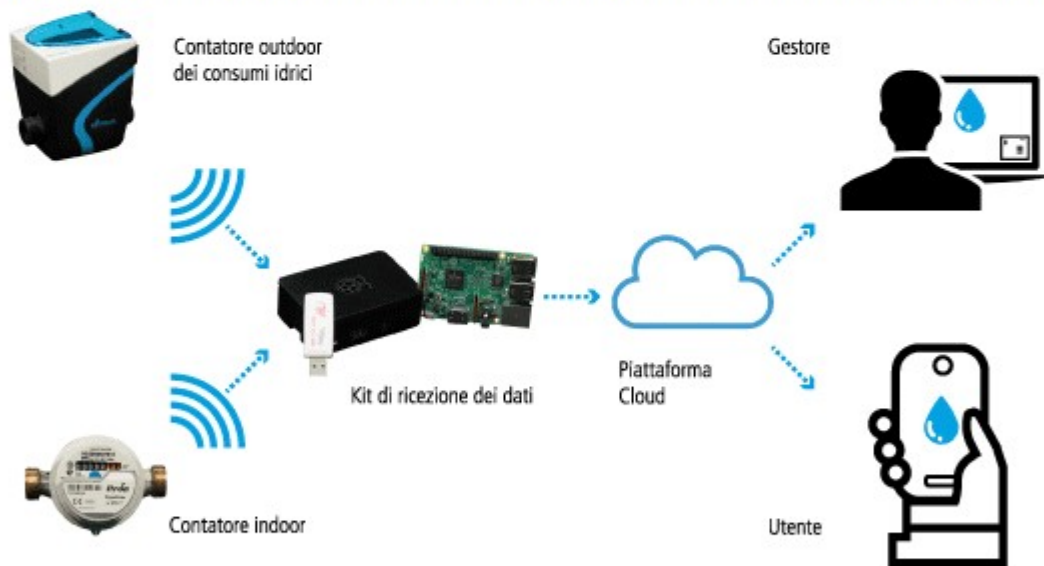 Contatore outdoor
dei consumi idrici
Gestore
Kit di ricezione dei dati
Piattaforma
Cloud
Contatore indoor
Utente